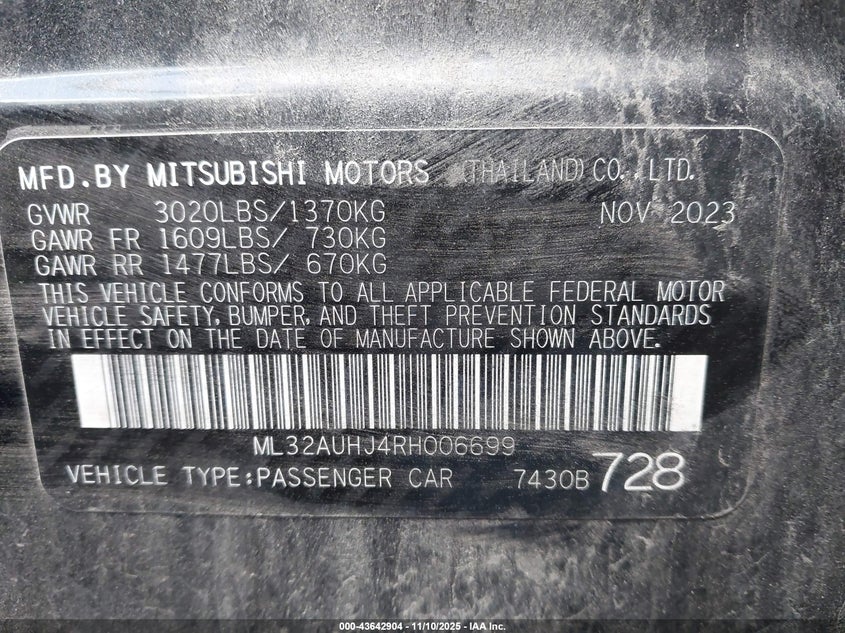 MFD.BY MITSUBISHI MOTORS (THAILAND) CO., LTD.
GVWR 3020LBS/1370KG NOV 2023
GAWR FR 1609LBS/ 730KG
GAWR RR 1477LBS/ 670KG
THIS VEHICLE CONFORMS TO ALL APPLICABLE FEDERAL MOTOR
VEHICLE SAFETY, BUMPER, AND THEFT PREVENTION STANDARDS
IN EFFECT ON THE DATE OF MANUFACTURE SHOWN ABOVE.
ML32AUHJ4RH006699
VEHICLE TYPE:PASSENGER CAR 7430B 728
000-43642904 - 11/10/2025 - IAA Inc.